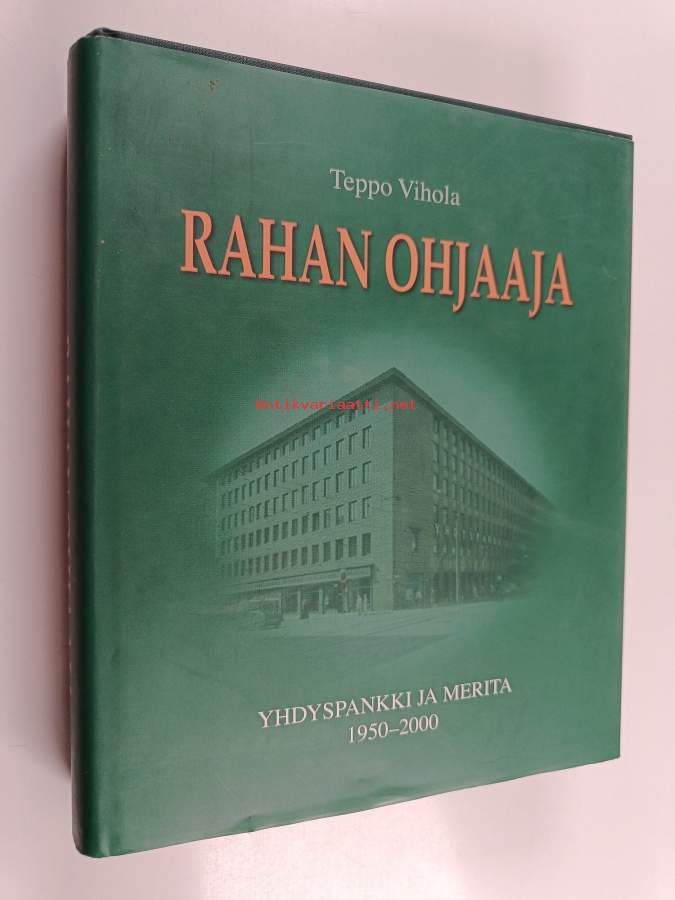 Teppo Vihola
RAHAN OHJAAJA
Antikvariaatti.net
YHDYSPANKKI JA MERITA
1950–2000